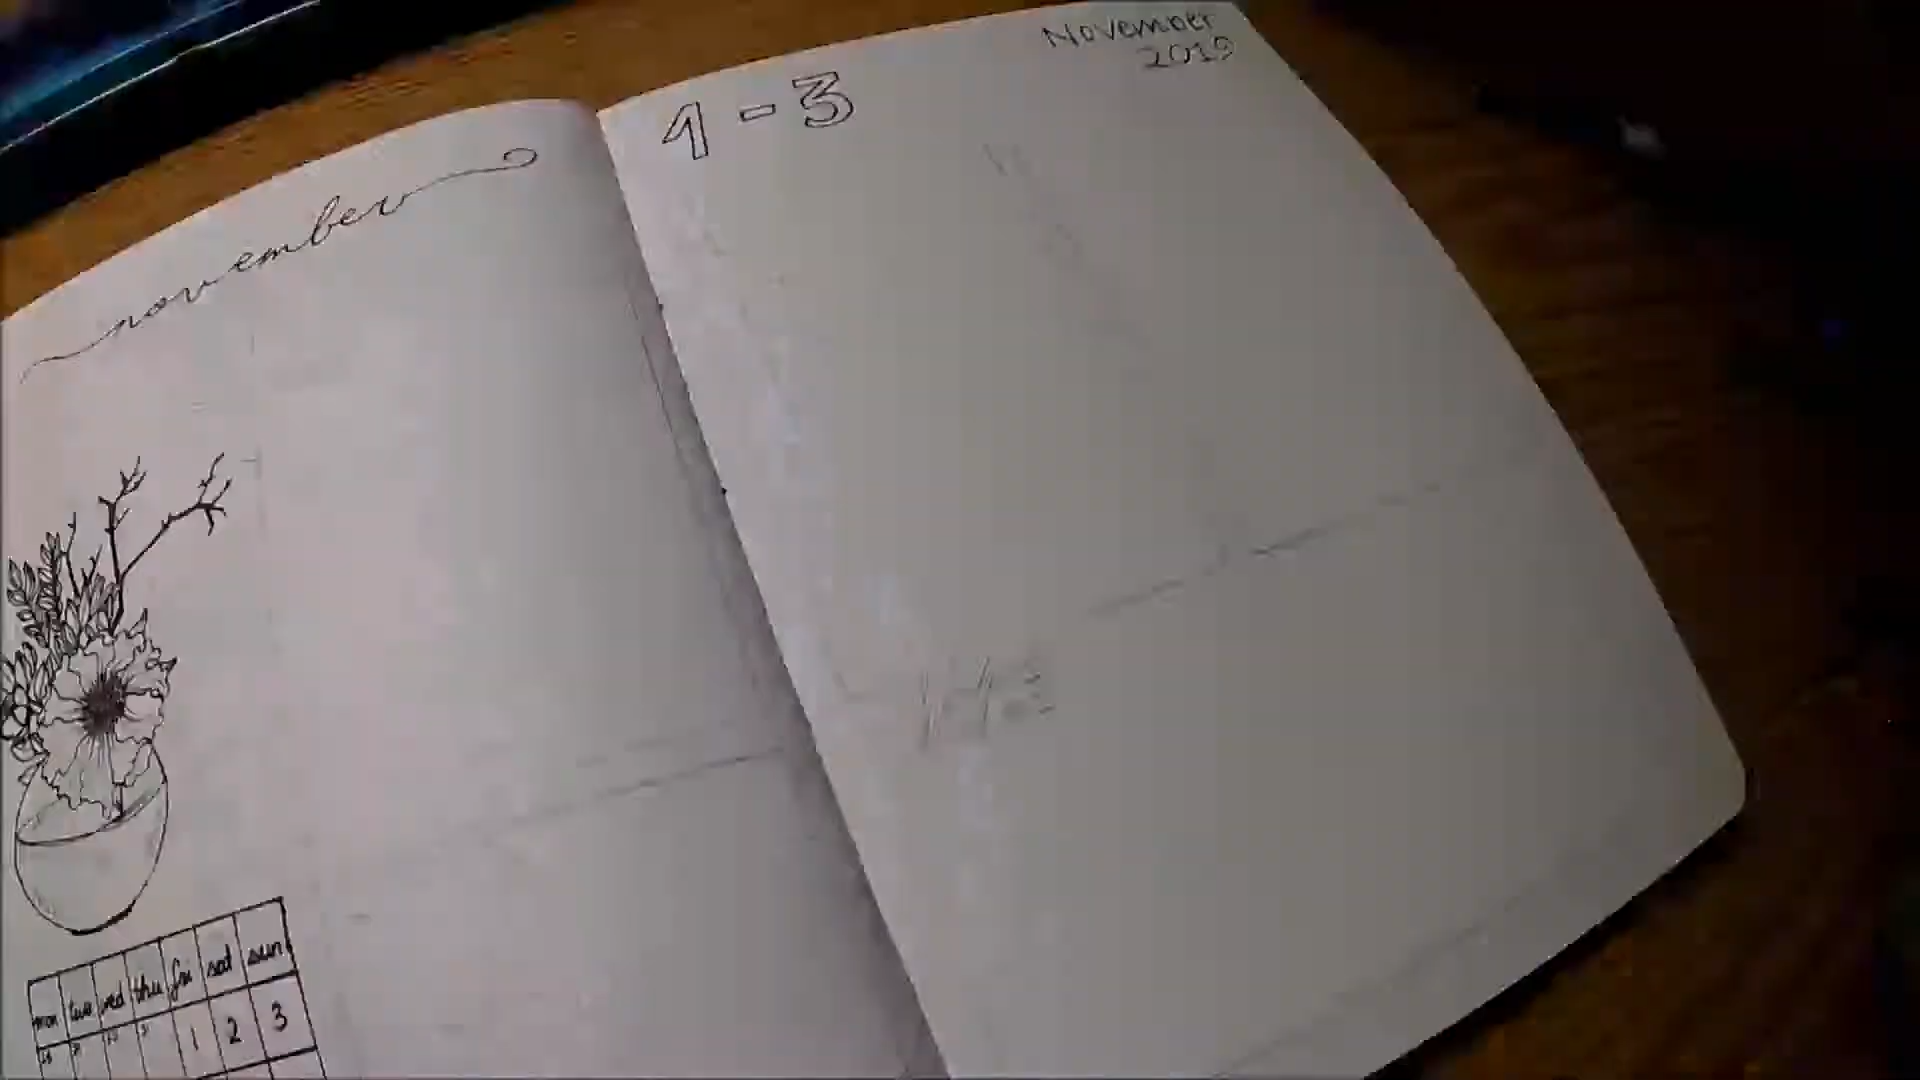 november
mon tue wed thu fri sat sun
1 2 3
1-3
November
2019